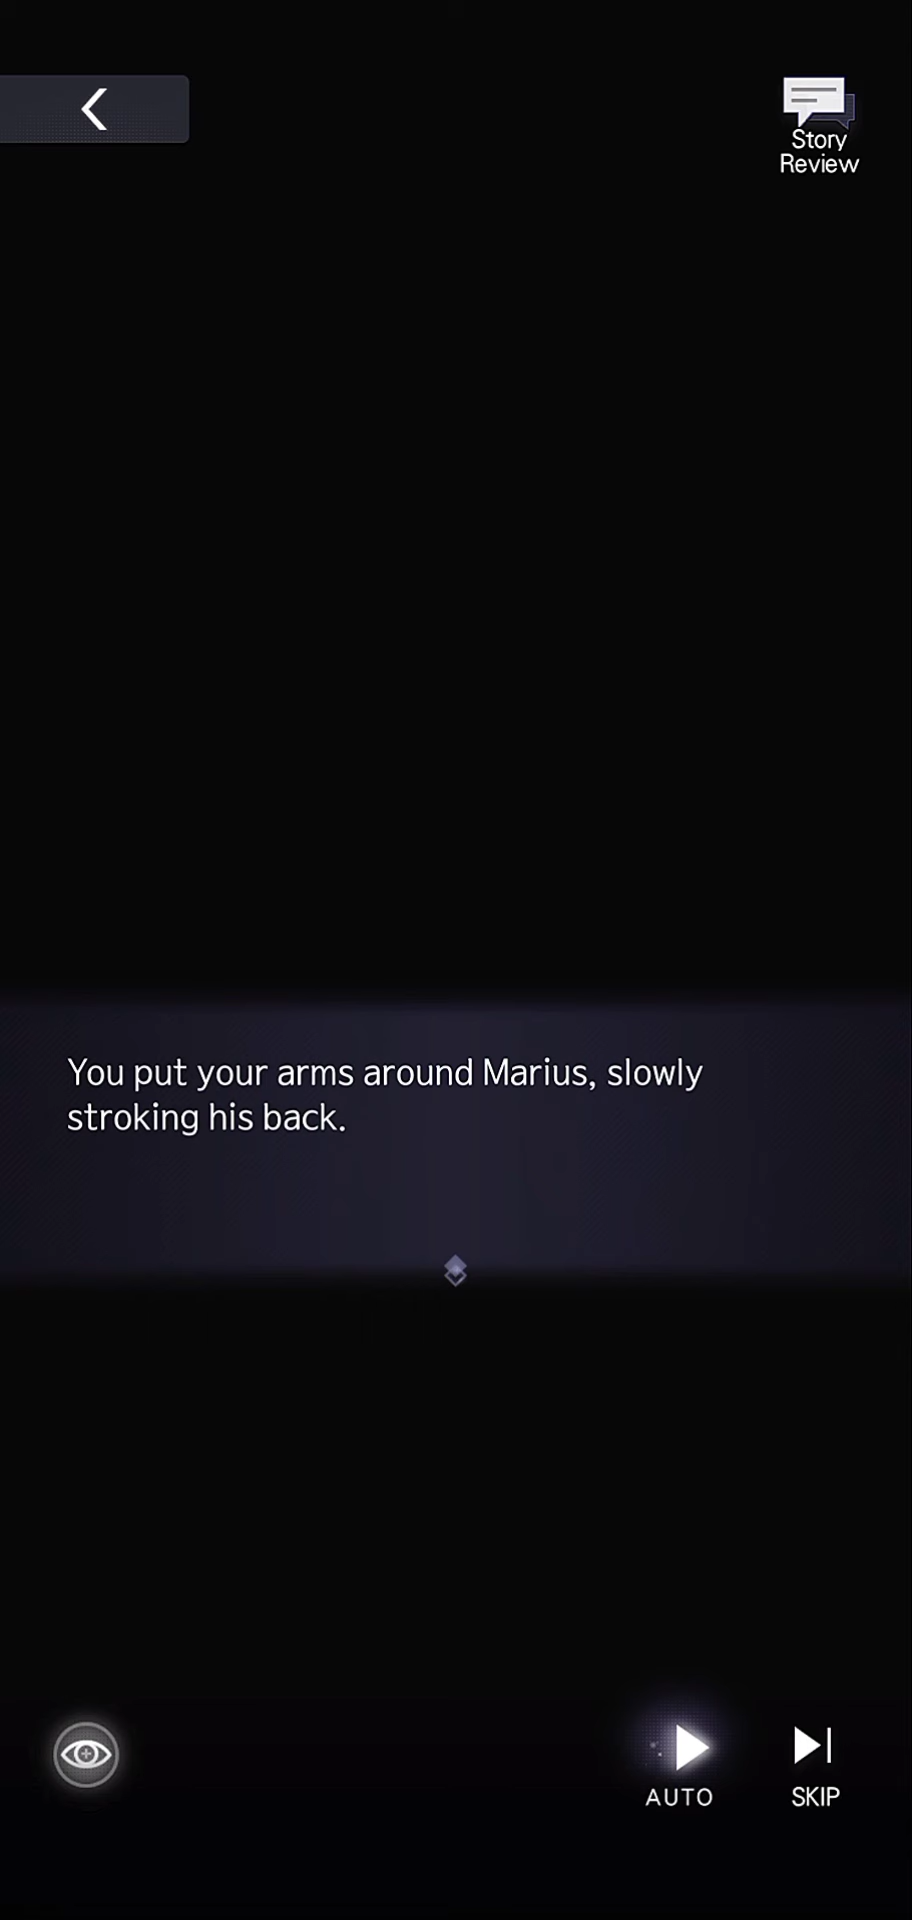 Story
Review
You put your arms around Marius, slowly
stroking his back.
AUTO
SKIP